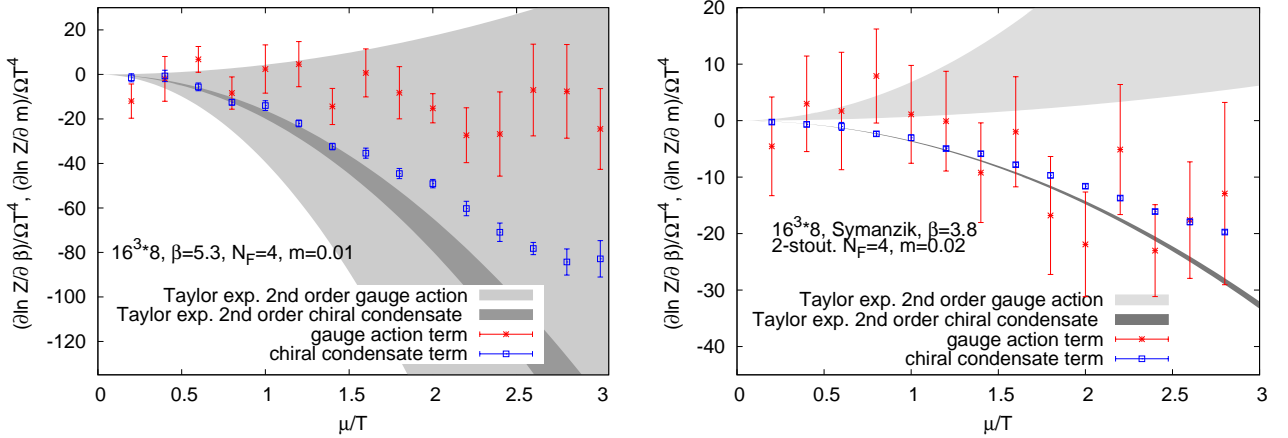 (∂ln Z/∂ β)/ΩT⁴, (∂ln Z/∂ m)/ΩT⁴
20
0
-20
-40
-60
-80
-100
-120
16³*8, β=5.3, N_F=4, m=0.01
Taylor exp. 2nd order gauge action
Taylor exp. 2nd order chiral condensate
gauge action term
chiral condensate term
0 0.5 1 1.5 2 2.5 3
μ/T
(∂ln Z/∂ β)/ΩT⁴, (∂ln Z/∂ m)/ΩT⁴
20
10
0
-10
-20
-30
-40
16³*8, Symanzik, β=3.8
2-stout. N_F=4, m=0.02
Taylor exp. 2nd order gauge action
Taylor exp. 2nd order chiral condensate
gauge action term
chiral condensate term
0 0.5 1 1.5 2 2.5 3
μ/T